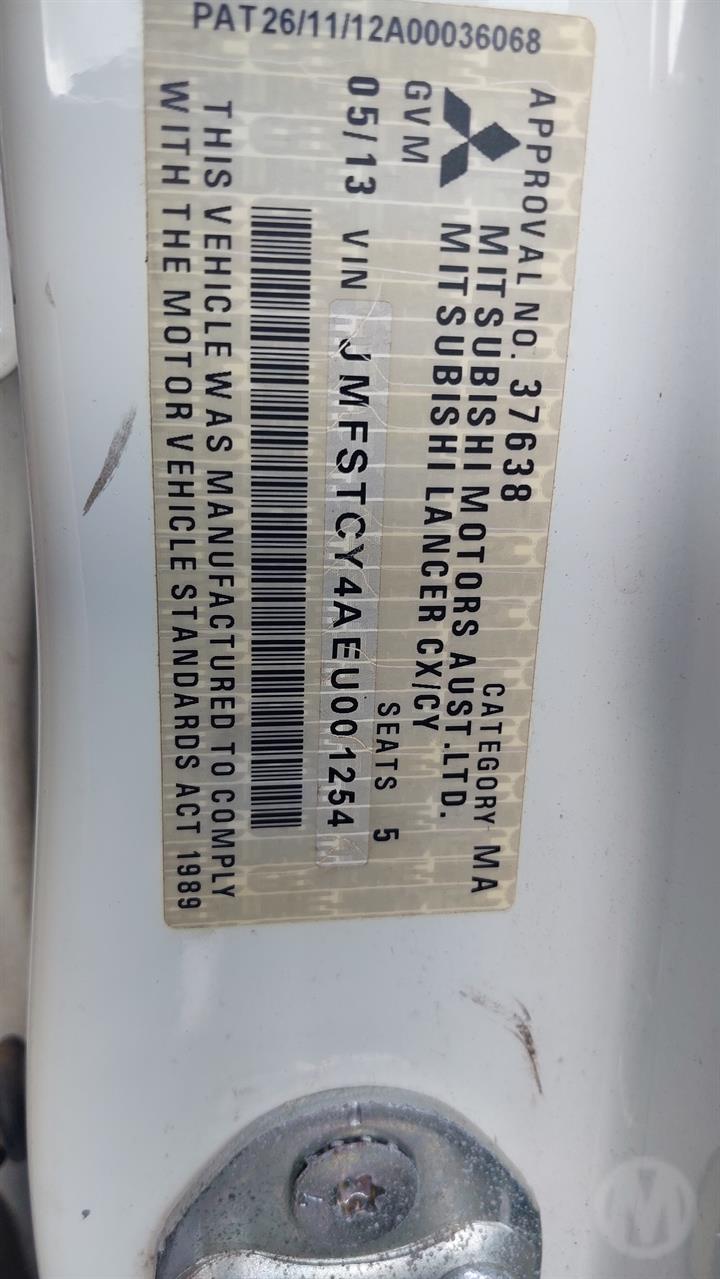 PAT26/11/12A00036068
APPROVAL NO. 37638 CATEGORY MA
MITSUBISHI MOTORS AUST.LTD.
MITSUBISHI LANCER CX/CY
GVM SEATS 5
05/13 VIN JMFSTCY4AEU001254
THIS VEHICLE WAS MANUFACTURED TO COMPLY
WITH THE MOTOR VEHICLE STANDARDS ACT 1989
M